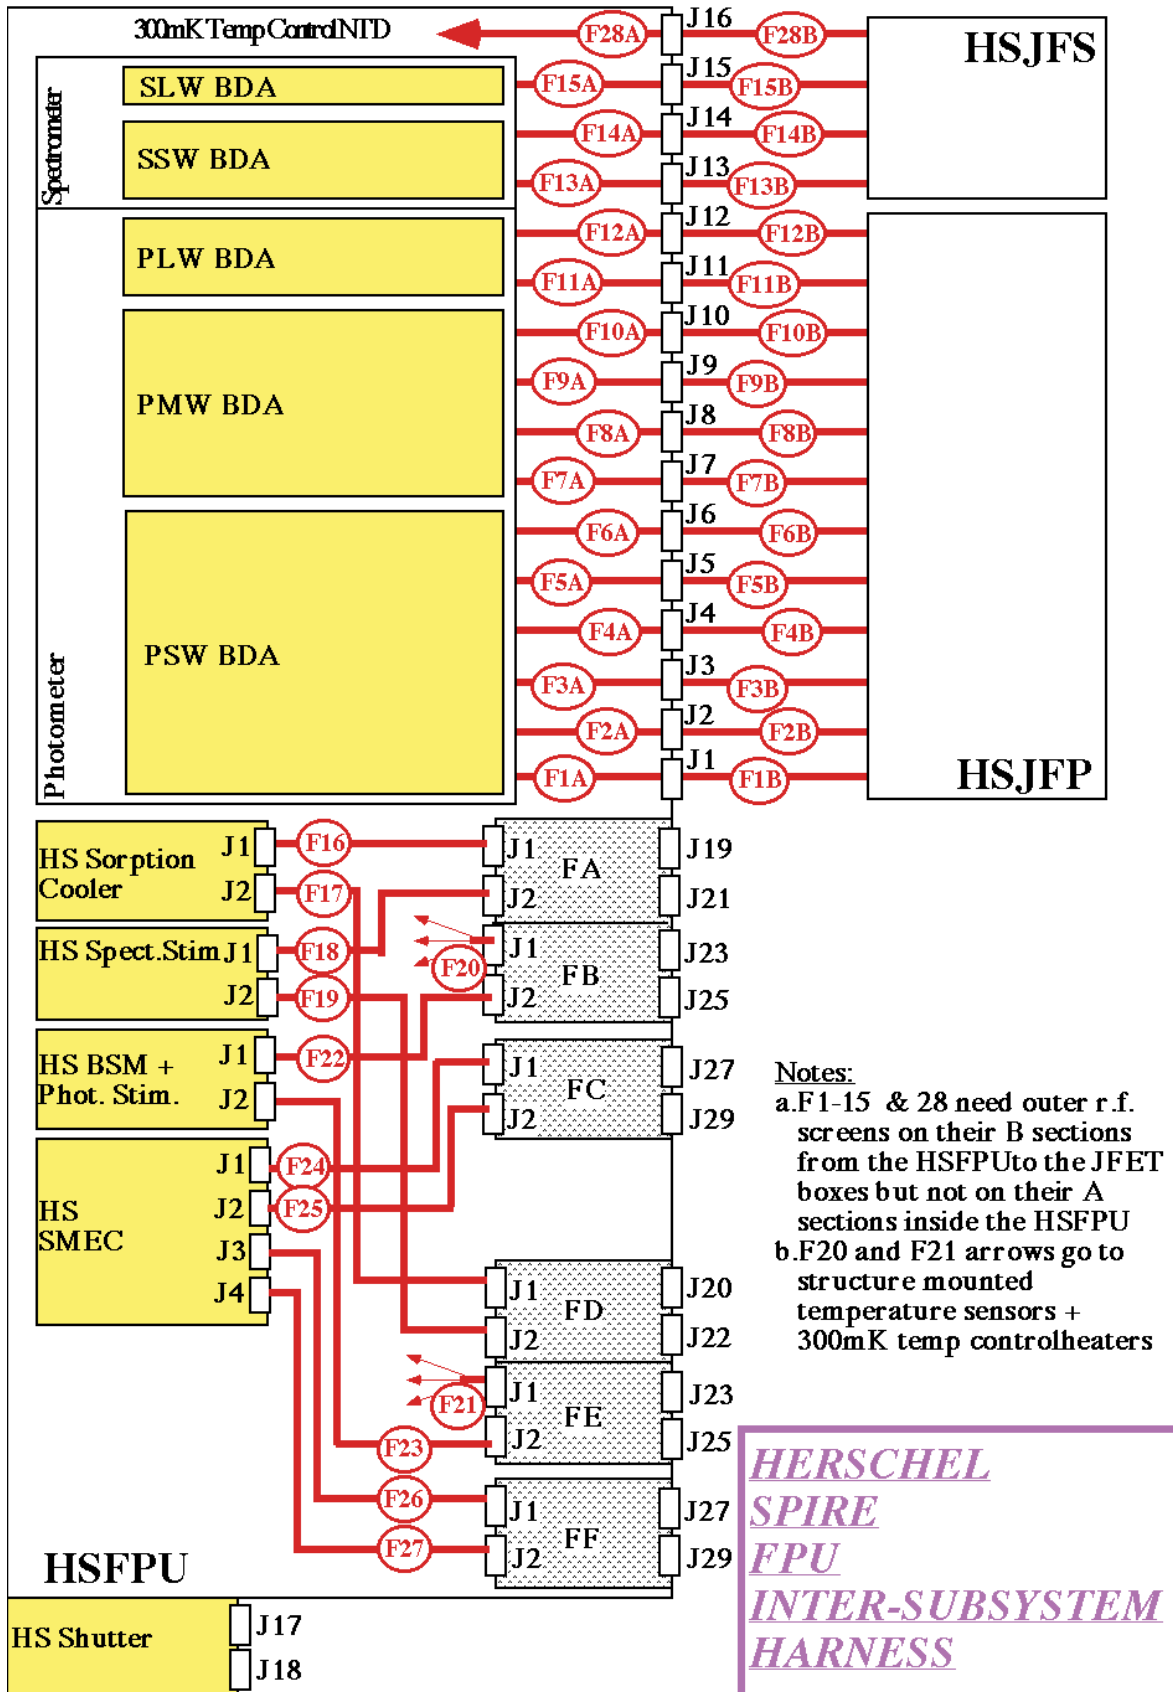 300mK Temp ControlNTD
F28A
J16
F28B
HSJFS
Spectrometer
SLW BDA
F15A
J15
F15B
SSW BDA
F14A
J14
F14B
F13A
J13
F13B
Photometer
PLW BDA
F12A
J12
F12B
F11A
J11
F11B
PMW BDA
F10A
J10
F10B
F9A
J9
F9B
F8A
J8
F8B
F7A
J7
F7B
PSW BDA
F6A
J6
F6B
F5A
J5
F5B
F4A
J4
F4B
F3A
J3
F3B
F2A
J2
F2B
F1A
J1
F1B
HSJFP
HS Sorption
Cooler
J1
J2
F16
F17
J1
J2
FA
J19
J21
HS Spect.Stim
J1
J2
F18
F19
F20
J1
J2
FB
J23
J25
HS BSM +
Phot. Stim.
J1
J2
F22
J1
J2
FC
J27
J29
HS
SMEC
J1
J2
J3
J4
F24
F25
J1
J2
FD
J20
J22
F21
J1
J2
FE
J23
J25
F23
F26
F27
J1
J2
FF
J27
J29
HSFPU
HS Shutter
J17
J18
Notes:
a.F1-15 & 28 need outer r.f.
screens on their B sections
from the HSFPUto the JFET
boxes but not on their A
sections inside the HSFPU
b.F20 and F21 arrows go to
structure mounted
temperature sensors +
300mK temp controlheaters
HERSCHEL
SPIRE
FPU
INTER-SUBSYSTEM
HARNESS